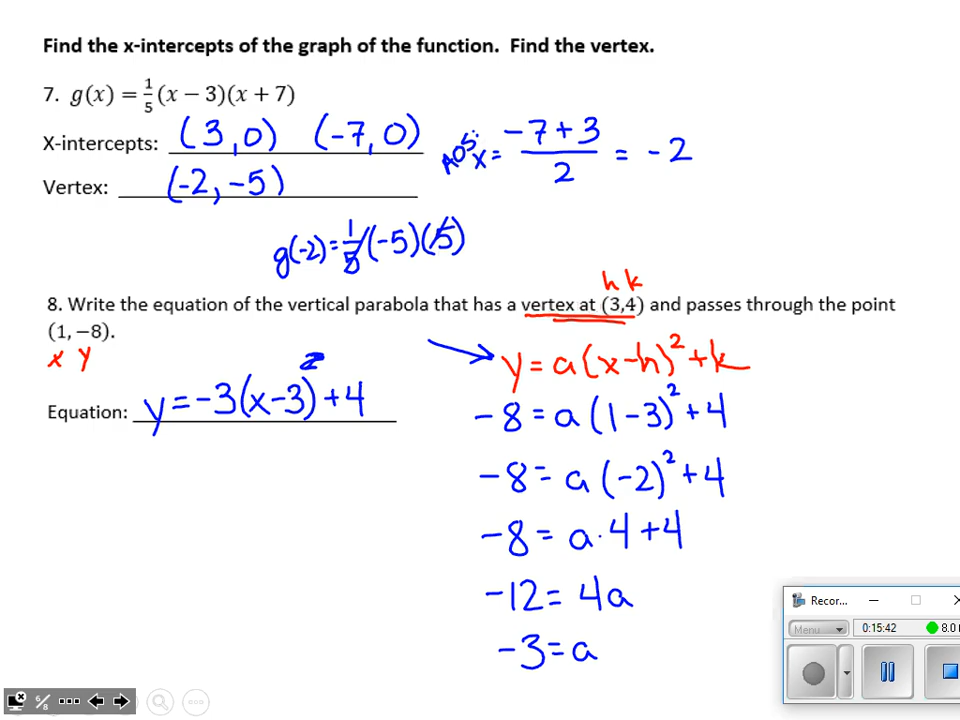 Find the x-intercepts of the graph of the function. Find the vertex.
7. g(x) = 1/5 (x − 3)(x + 7)
X-intercepts: (3,0) (-7,0)
AOS: x = (-7+3)/2 = -2
Vertex: (-2,-5)
g(-2) = 1/5 (-5)(5)
h k
8. Write the equation of the vertical parabola that has a vertex at (3,4) and passes through the point
(1, −8).
x y
y = a(x-h)² + k
Equation: y = -3(x-3)² + 4
-8 = a(1-3)² + 4
-8 = a(-2)² + 4
-8 = a·4 + 4
-12 = 4a
-3 = a
Recor...
Menu
0:15:42
8.0
6/8